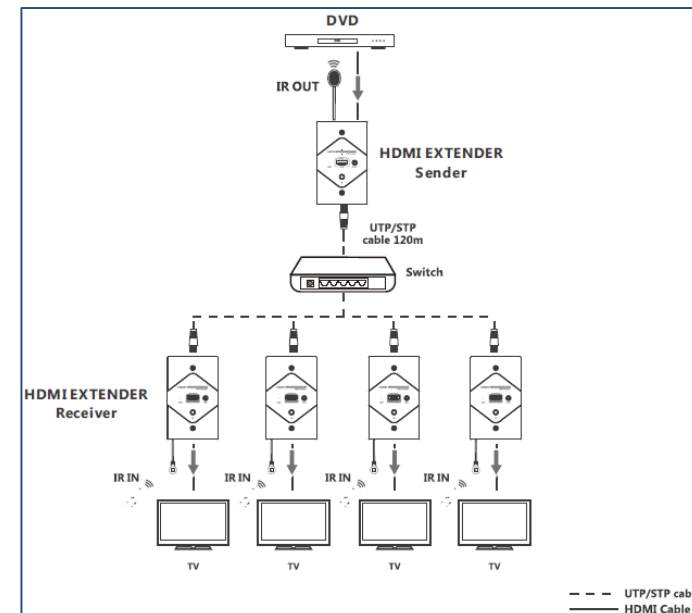 DVD
IR OUT
HDMI EXTENDER
Sender
UTP/STP
cable 120m
Switch
HDMI EXTENDER
Receiver
IR IN
IR IN
IR IN
IR IN
TV
TV
TV
TV
UTP/STP cab
HDMI Cable